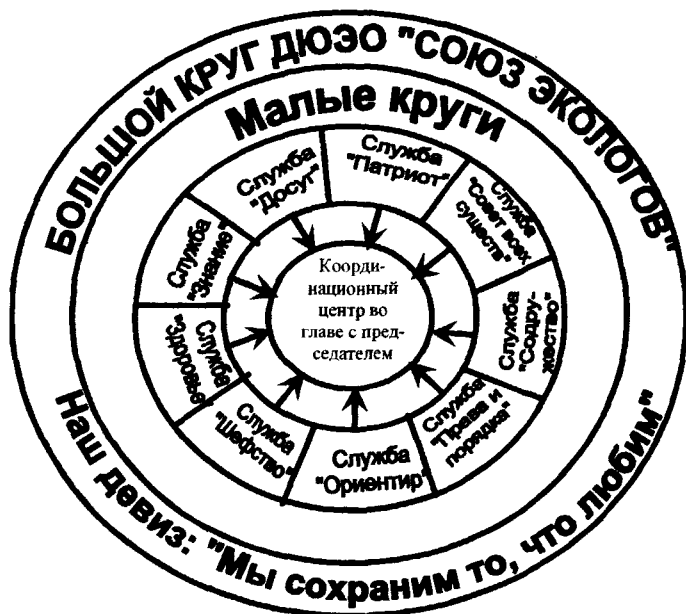 БОЛЬШОЙ КРУГ ДЮЭО "СОЮЗ ЭКОЛОГОВ"
Малые круги
Служба
"Досуг"
Служба
"Патриот"
Служба
"Совет всех
существ"
Служба
"Содру-
жество"
Служба
"Права и
порядка"
Служба
"Ориентир"
Служба
"Шефство"
Служба
"Здоровье"
Служба
"Знание"
Коорди-
национный
центр во
главе с пред-
седателем
Наш девиз: "Мы сохраним то, что любим"